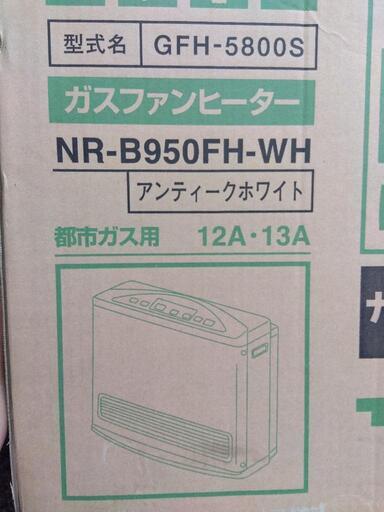 型式名 GFH-5800S
ガスファンヒーター
NR-B950FH-WH
アンティークホワイト
都市ガス用 12A・13A